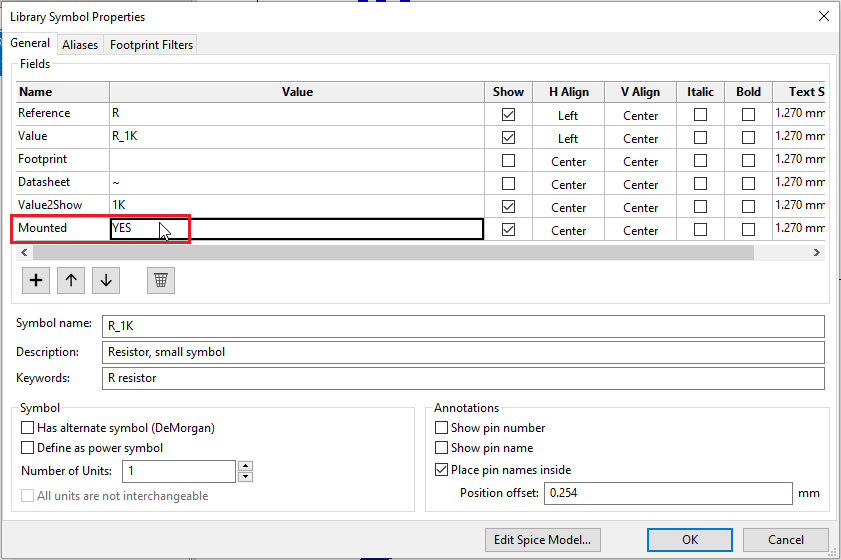 Library Symbol Properties
General Aliases Footprint Filters
Fields
Name Value Show H Align V Align Italic Bold Text S
Reference R Left Center 1.270 mm
Value R_1K Left Center 1.270 mm
Footprint Center Center 1.270 mm
Datasheet ~ Center Center 1.270 mm
Value2Show 1K Center Center 1.270 mm
Mounted YES Center Center 1.270 mm
Symbol name: R_1K
Description: Resistor, small symbol
Keywords: R resistor
Symbol
Has alternate symbol (DeMorgan)
Define as power symbol
Number of Units: 1
All units are not interchangeable
Annotations
Show pin number
Show pin name
Place pin names inside
Position offset: 0.254 mm
Edit Spice Model... OK Cancel